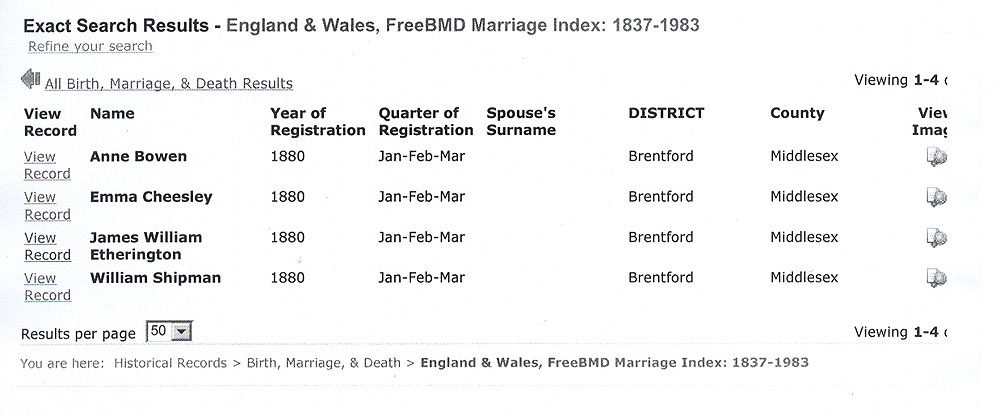 Exact Search Results - England & Wales, FreeBMD Marriage Index: 1837-1983
Refine your search
All Birth, Marriage, & Death Results
Viewing 1-4
View Record Name Year of Registration Quarter of Registration Spouse's Surname DISTRICT County View
View Record Anne Bowen 1880 Jan-Feb-Mar Brentford Middlesex
View Record Emma Cheesley 1880 Jan-Feb-Mar Brentford Middlesex
View Record James William Etherington 1880 Jan-Feb-Mar Brentford Middlesex
View Record William Shipman 1880 Jan-Feb-Mar Brentford Middlesex
Results per page 50
Viewing 1-4
You are here: Historical Records > Birth, Marriage, & Death > England & Wales, FreeBMD Marriage Index: 1837-1983